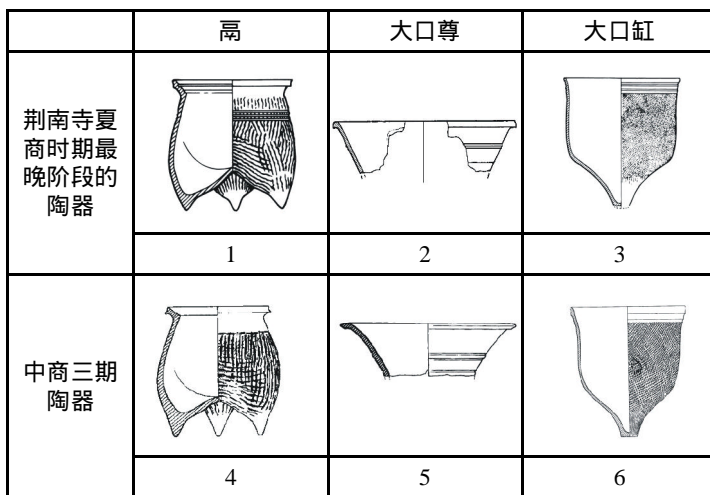 鬲 大口尊 大口缸
荆南寺夏
商时期最
晚阶段的
陶器
1 2 3
中商三期
陶器
4 5 6